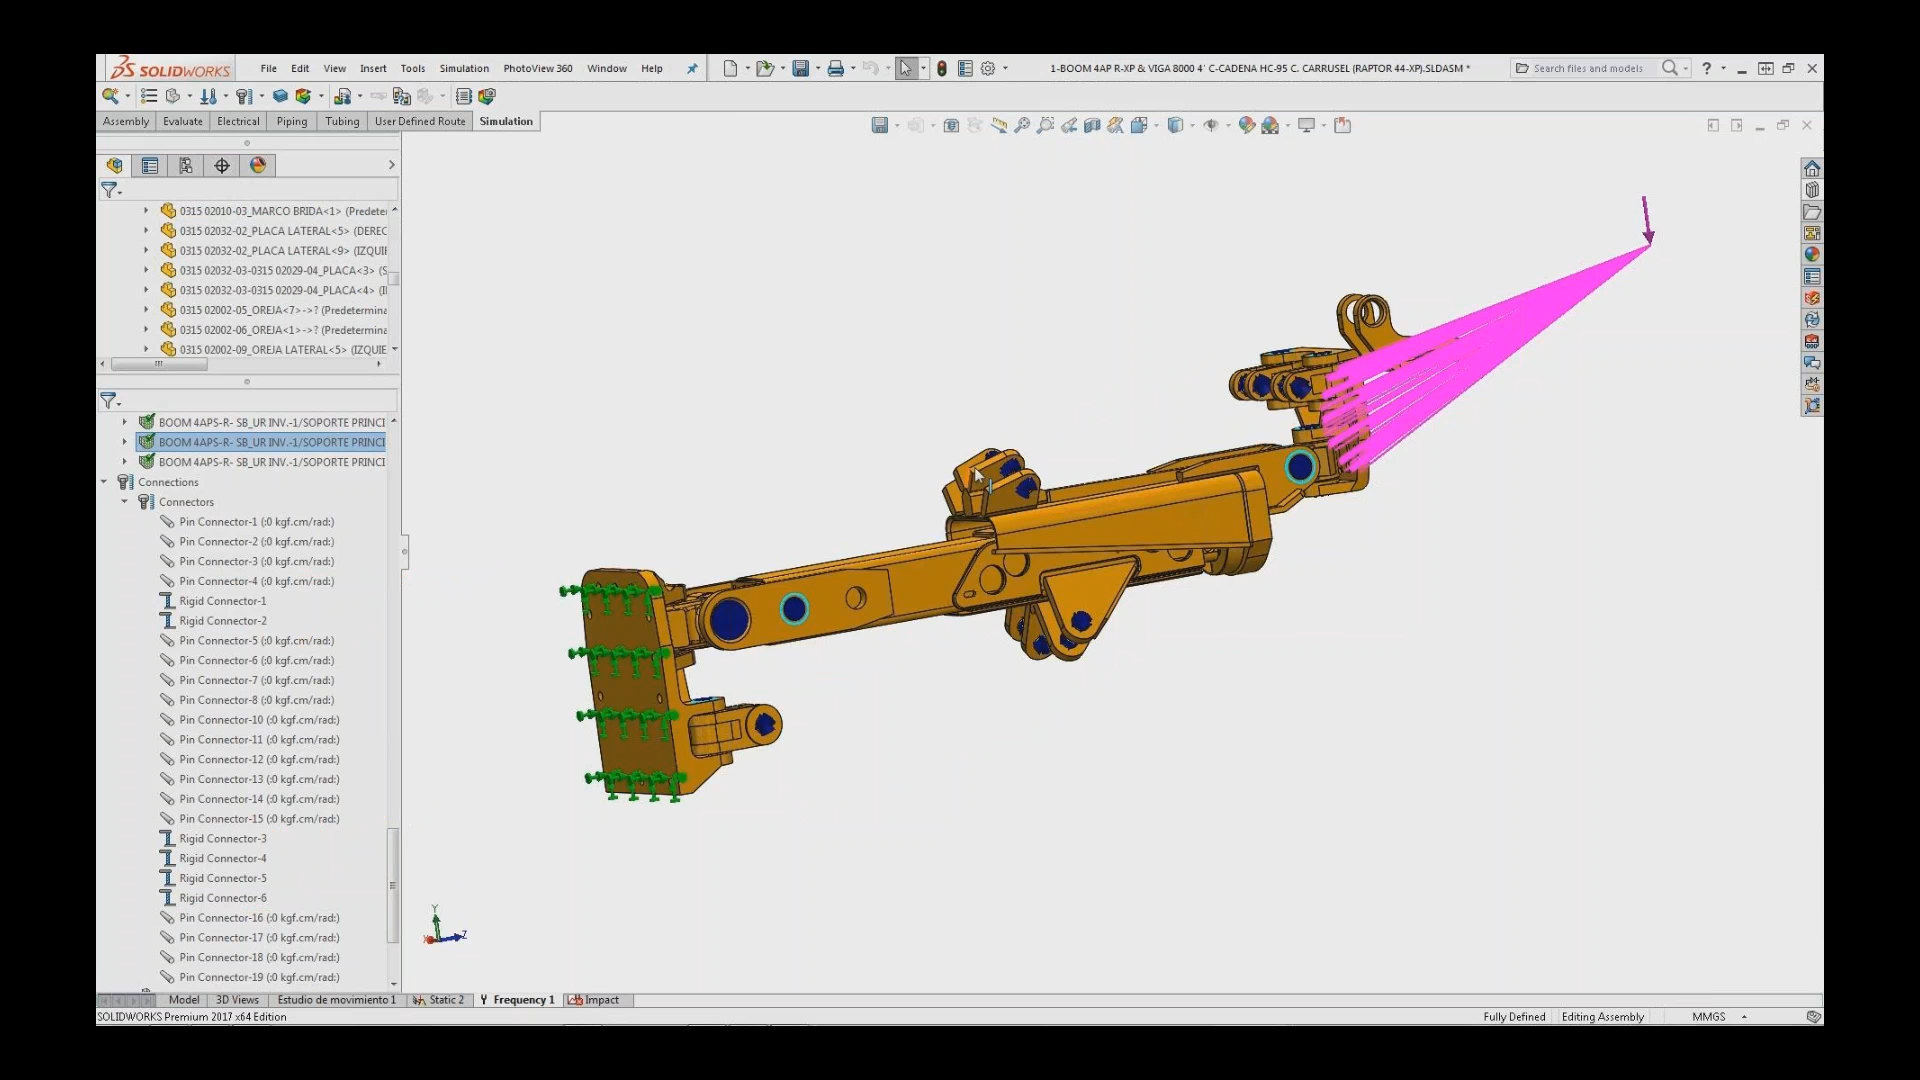 SOLIDWORKS File Edit View Insert Tools Simulation PhotoView 360 Window Help 1-BOOM 4AP R-XP & VIGA 8000 4´ C-CADENA HC-95 C. CARRUSEL (RAPTOR 44-XP).SLDASM * Search files and models ?
Assembly Evaluate Electrical Piping Tubing User Defined Route Simulation
0315 02010-03_MARCO BRIDA<1> (Predeter
0315 02032-02_PLACA LATERAL<5> (DEREC
0315 02032-02_PLACA LATERAL<9> (IZQUIE
0315 02032-03-0315 02029-04_PLACA<3> (S
0315 02032-03-0315 02029-04_PLACA<4> (I
0315 02002-05_OREJA<7>->? (Predetermina
0315 02002-06_OREJA<1>->? (Predetermina
0315 02002-09_OREJA LATERAL<5> (IZQUIE
BOOM 4APS-R- SB_UR INV.-1/SOPORTE PRINCI
BOOM 4APS-R- SB_UR INV.-1/SOPORTE PRINCI
BOOM 4APS-R- SB_UR INV.-1/SOPORTE PRINCI
Connections
Connectors
Pin Connector-1 (:0 kgf.cm/rad:)
Pin Connector-2 (:0 kgf.cm/rad:)
Pin Connector-3 (:0 kgf.cm/rad:)
Pin Connector-4 (:0 kgf.cm/rad:)
Rigid Connector-1
Rigid Connector-2
Pin Connector-5 (:0 kgf.cm/rad:)
Pin Connector-6 (:0 kgf.cm/rad:)
Pin Connector-7 (:0 kgf.cm/rad:)
Pin Connector-8 (:0 kgf.cm/rad:)
Pin Connector-10 (:0 kgf.cm/rad:)
Pin Connector-11 (:0 kgf.cm/rad:)
Pin Connector-12 (:0 kgf.cm/rad:)
Pin Connector-13 (:0 kgf.cm/rad:)
Pin Connector-14 (:0 kgf.cm/rad:)
Pin Connector-15 (:0 kgf.cm/rad:)
Rigid Connector-3
Rigid Connector-4
Rigid Connector-5
Rigid Connector-6
Pin Connector-16 (:0 kgf.cm/rad:)
Pin Connector-17 (:0 kgf.cm/rad:)
Pin Connector-18 (:0 kgf.cm/rad:)
Pin Connector-19 (:0 kgf.cm/rad:)
Y
X
Z
Model 3D Views Estudio de movimiento 1 Static 2 Frequency 1 Impact
SOLIDWORKS Premium 2017 x64 Edition Fully Defined Editing Assembly MMGS